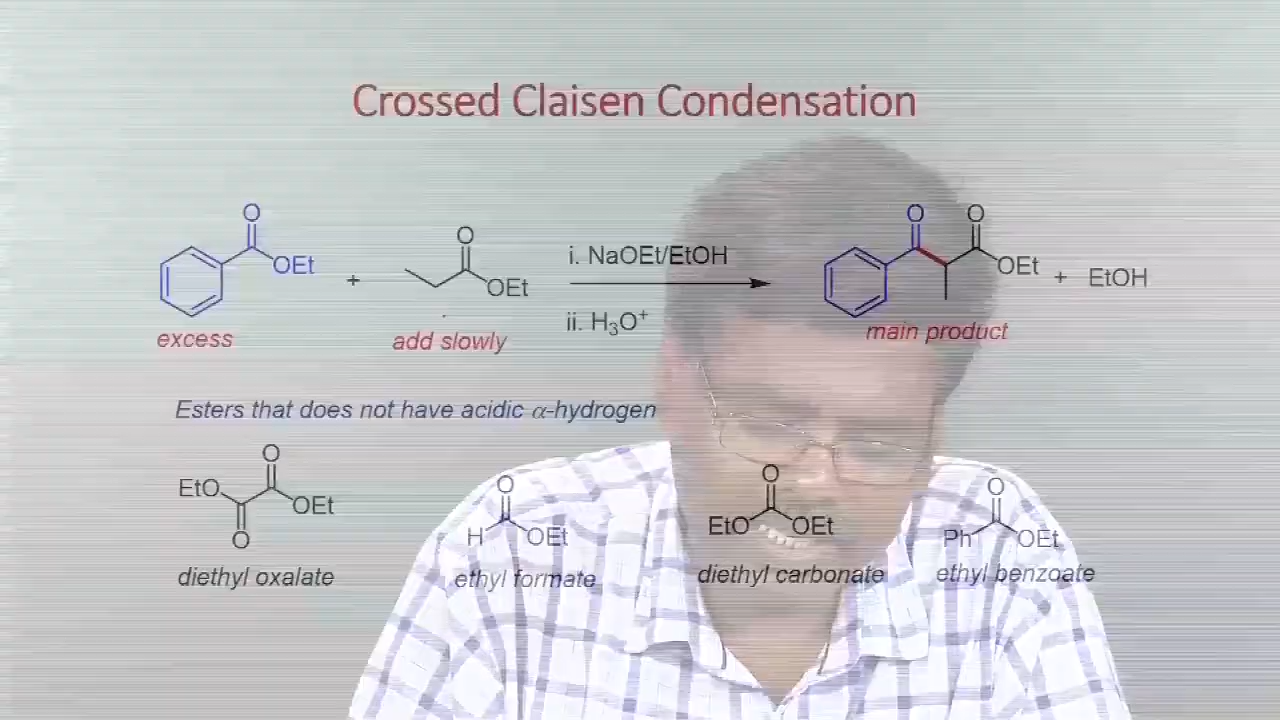 Crossed Claisen Condensation
O
OEt
excess
+
O
OEt
add slowly
i. NaOEt/EtOH
ii. H₃O⁺
O O
OEt
main product
+ EtOH
Esters that does not have acidic α-hydrogen
O
EtO
OEt
O
diethyl oxalate
O
H OEt
ethyl formate
O
EtO OEt
diethyl carbonate
O
Ph OEt
ethyl benzoate